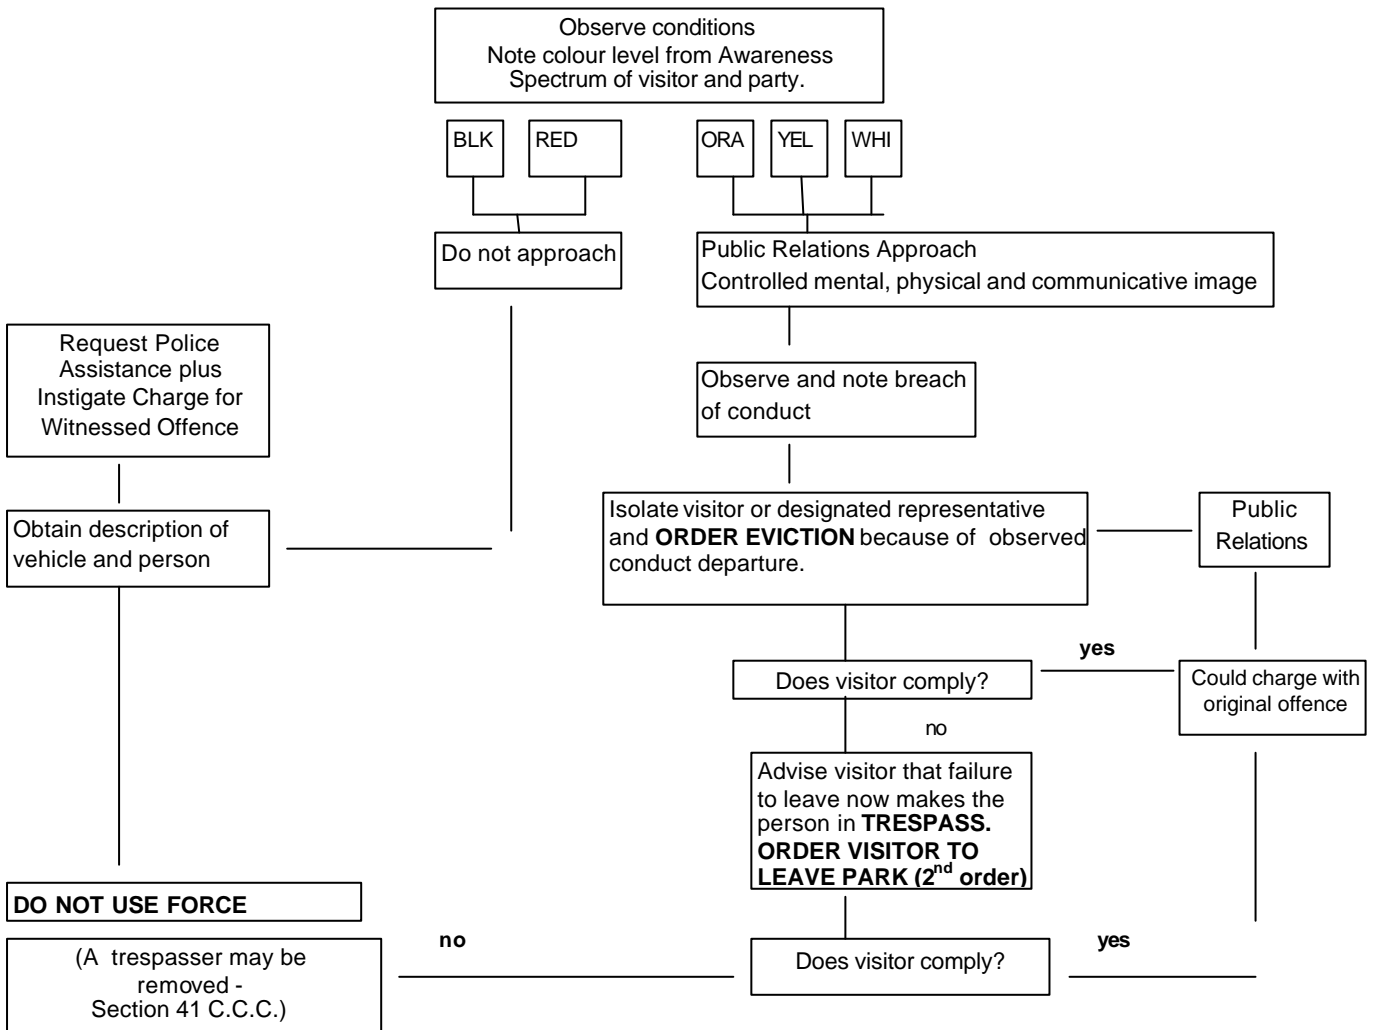 Observe conditions
Note colour level from Awareness
Spectrum of visitor and party.
BLK
RED
ORA
YEL
WHI
Do not approach
Public Relations Approach
Controlled mental, physical and communicative image
Request Police
Assistance plus
Instigate Charge for
Witnessed Offence
Observe and note breach
of conduct
Obtain description of
vehicle and person
Isolate visitor or designated representative
and ORDER EVICTION because of observed
conduct departure.
Public
Relations
Does visitor comply?
yes
Could charge with
original offence
no
Advise visitor that failure
to leave now makes the
person in TRESPASS.
ORDER VISITOR TO
LEAVE PARK (2nd order)
DO NOT USE FORCE
(A trespasser may be
removed -
Section 41 C.C.C.)
no
Does visitor comply?
yes